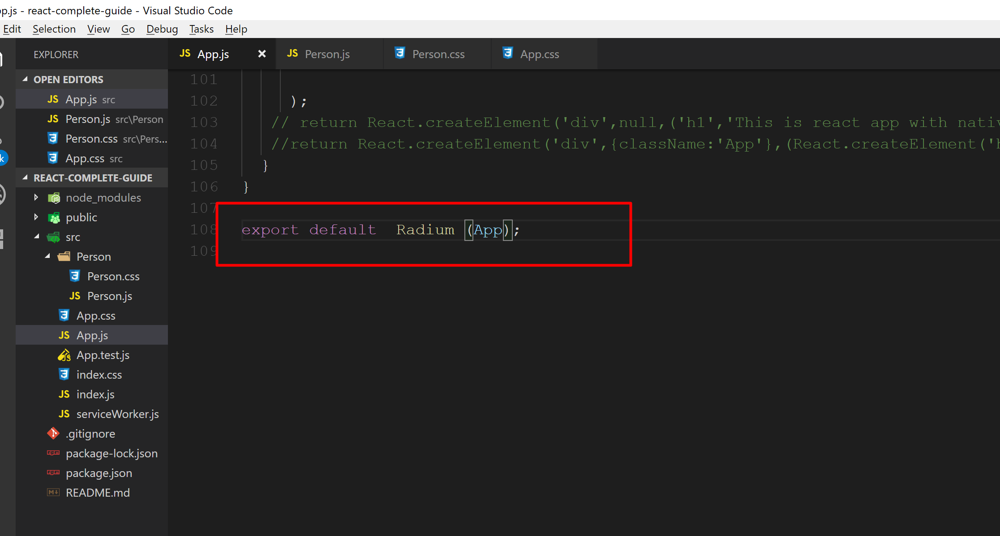 pp.js - react-complete-guide - Visual Studio Code
Edit Selection View Go Debug Tasks Help
EXPLORER
JS App.js
JS Person.js
Person.css
App.css
OPEN EDITORS
JS App.js src
JS Person.js src\Person
Person.css src\Pers...
App.css src
REACT-COMPLETE-GUIDE
node_modules
public
src
Person
Person.css
JS Person.js
App.css
JS App.js
App.test.js
index.css
JS index.js
JS serviceWorker.js
.gitignore
package-lock.json
package.json
README.md
101
102 );
103 // return React.createElement('div',null,('h1','This is react app with nativ
104 //return React.createElement('div',{className:'App'},(React.createElement('h
105 }
106 }
107
108 export default  Radium (App);
109
k